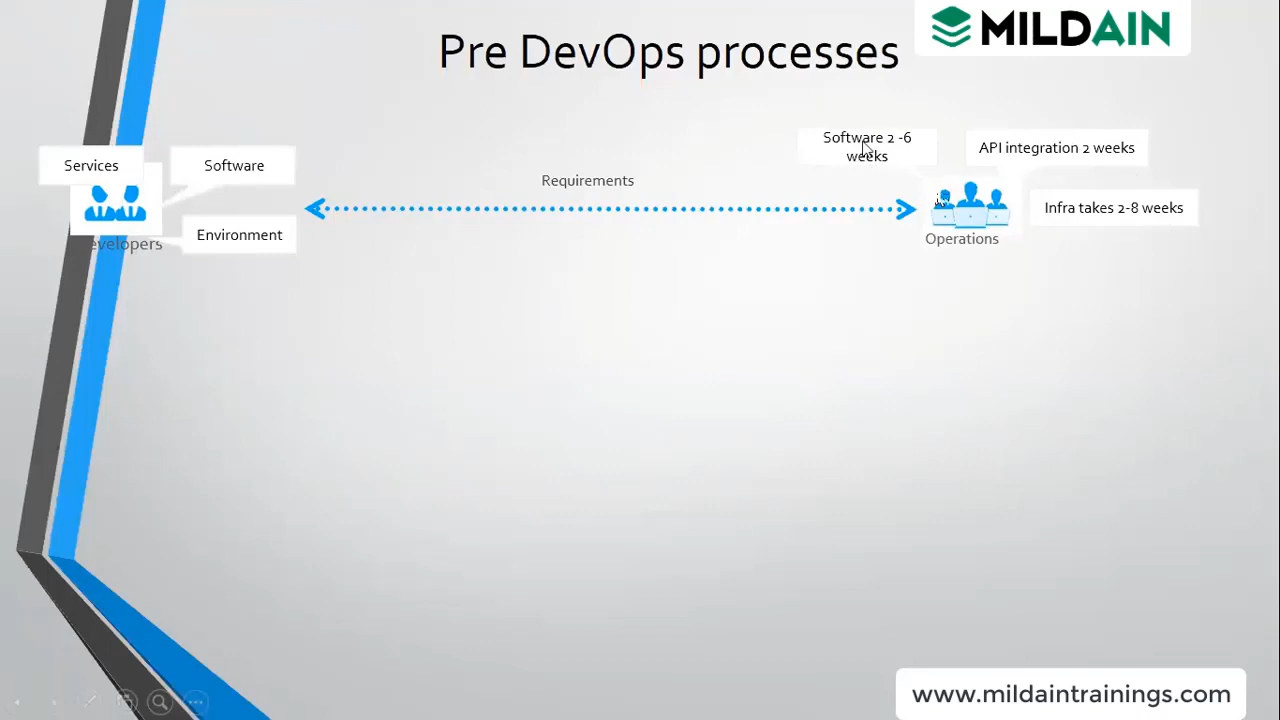 Pre DevOps processes
MILDAIN
Services
Software
Environment
Developers
Requirements
Software 2 -6
weeks
API integration 2 weeks
Infra takes 2-8 weeks
Operations
www.mildaintrainings.com